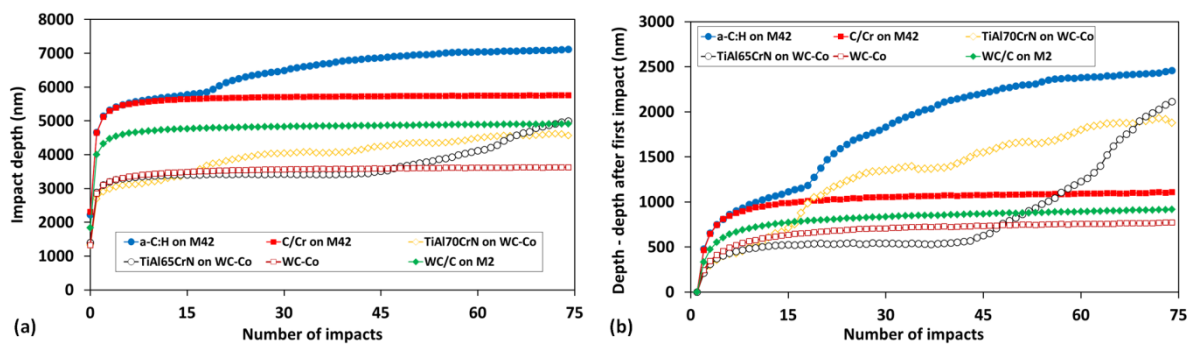 8000
7000
6000
5000
4000
3000
2000
1000
0
Impact depth (nm)
a-C:H on M42
C/Cr on M42
TiAl70CrN on WC-Co
TiAl65CrN on WC-Co
WC-Co
WC/C on M2
0
15
30
45
60
75
Number of impacts
(a)
3000
2500
2000
1500
1000
500
0
Depth - depth after first impact (nm)
a-C:H on M42
C/Cr on M42
TiAl70CrN on WC-Co
TiAl65CrN on WC-Co
WC-Co
WC/C on M2
0
15
30
45
60
75
Number of impacts
(b)